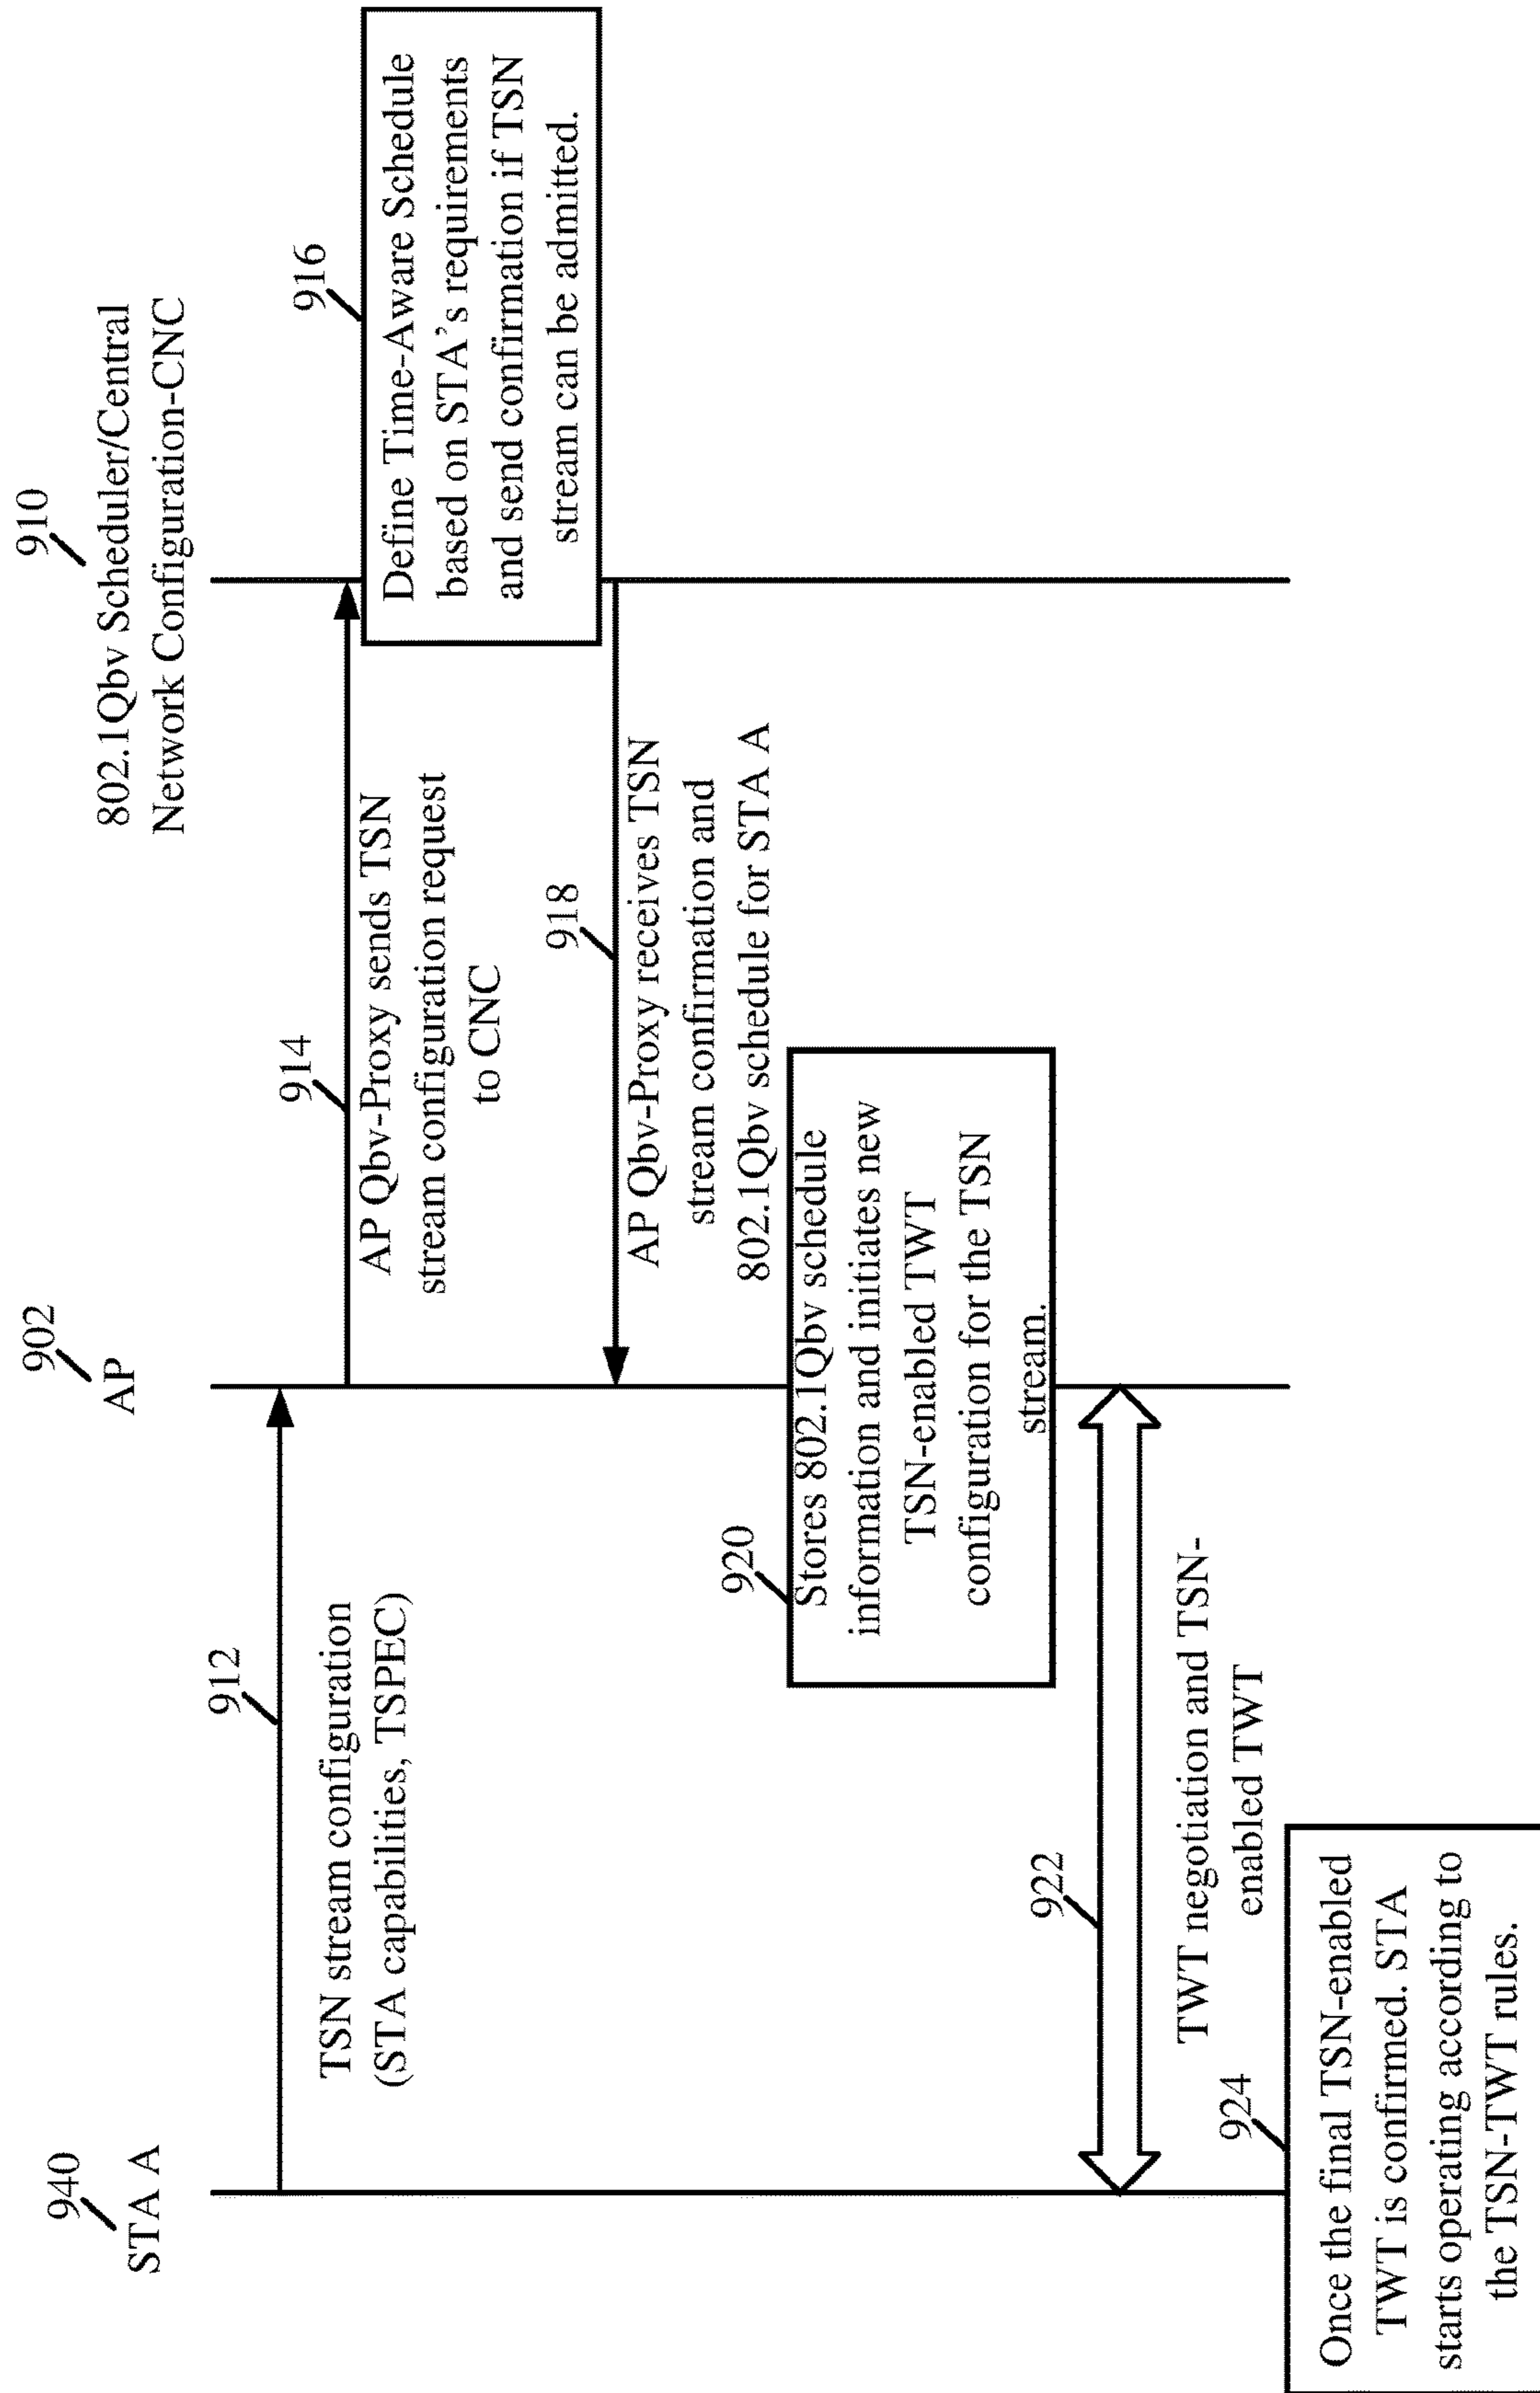 940
STA A
902
AP
910
802.1Qbv Scheduler/Central
Network Configuration-CNC
912
TSN stream configuration
(STA capabilities, TSPEC)
914
AP Qbv-Proxy sends TSN
stream configuration request
to CNC
916
Define Time-Aware Schedule
based on STA's requirements
and send confirmation if TSN
stream can be admitted.
918
AP Qbv-Proxy receives TSN
stream confirmation and
802.1Qbv schedule for STA A
920
Stores 802.1Qbv schedule
information and initiates new
TSN-enabled TWT
configuration for the TSN
stream.
922
TWT negotiation and TSN-
enabled TWT
924
Once the final TSN-enabled
TWT is confirmed. STA
starts operating according to
the TSN-TWT rules.